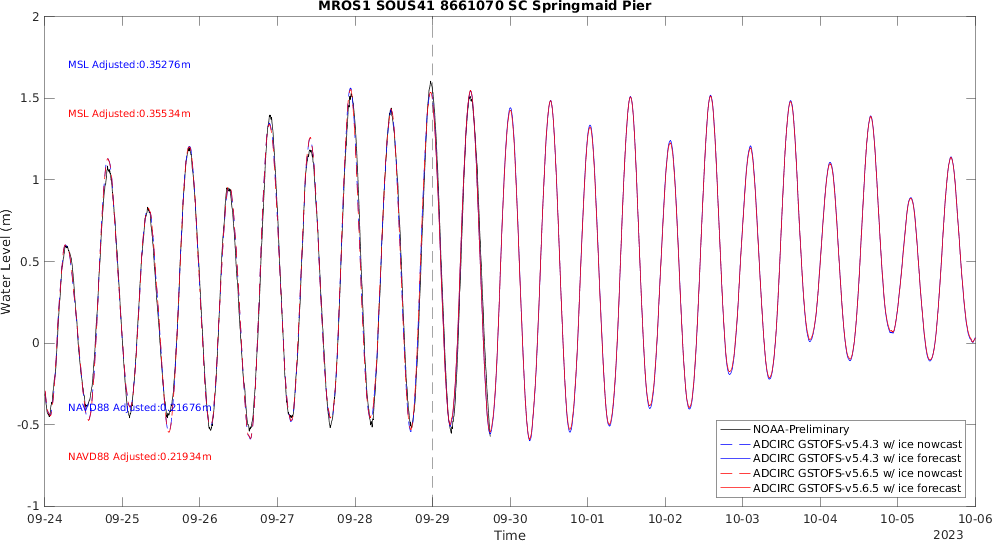 MROS1 SOUS41 8661070 SC Springmaid Pier
2
1.5
1
0.5
0
-0.5
-1
Water Level (m)
MSL Adjusted:0.35276m
MSL Adjusted:0.35534m
NAVD88 Adjusted:0.21676m
NAVD88 Adjusted:0.21934m
NOAA-Preliminary
ADCIRC GSTOFS-v5.4.3 w/ ice nowcast
ADCIRC GSTOFS-v5.4.3 w/ ice forecast
ADCIRC GSTOFS-v5.6.5 w/ ice nowcast
ADCIRC GSTOFS-v5.6.5 w/ ice forecast
09-24 09-25 09-26 09-27 09-28 09-29 09-30 10-01 10-02 10-03 10-04 10-05 10-06
Time
2023